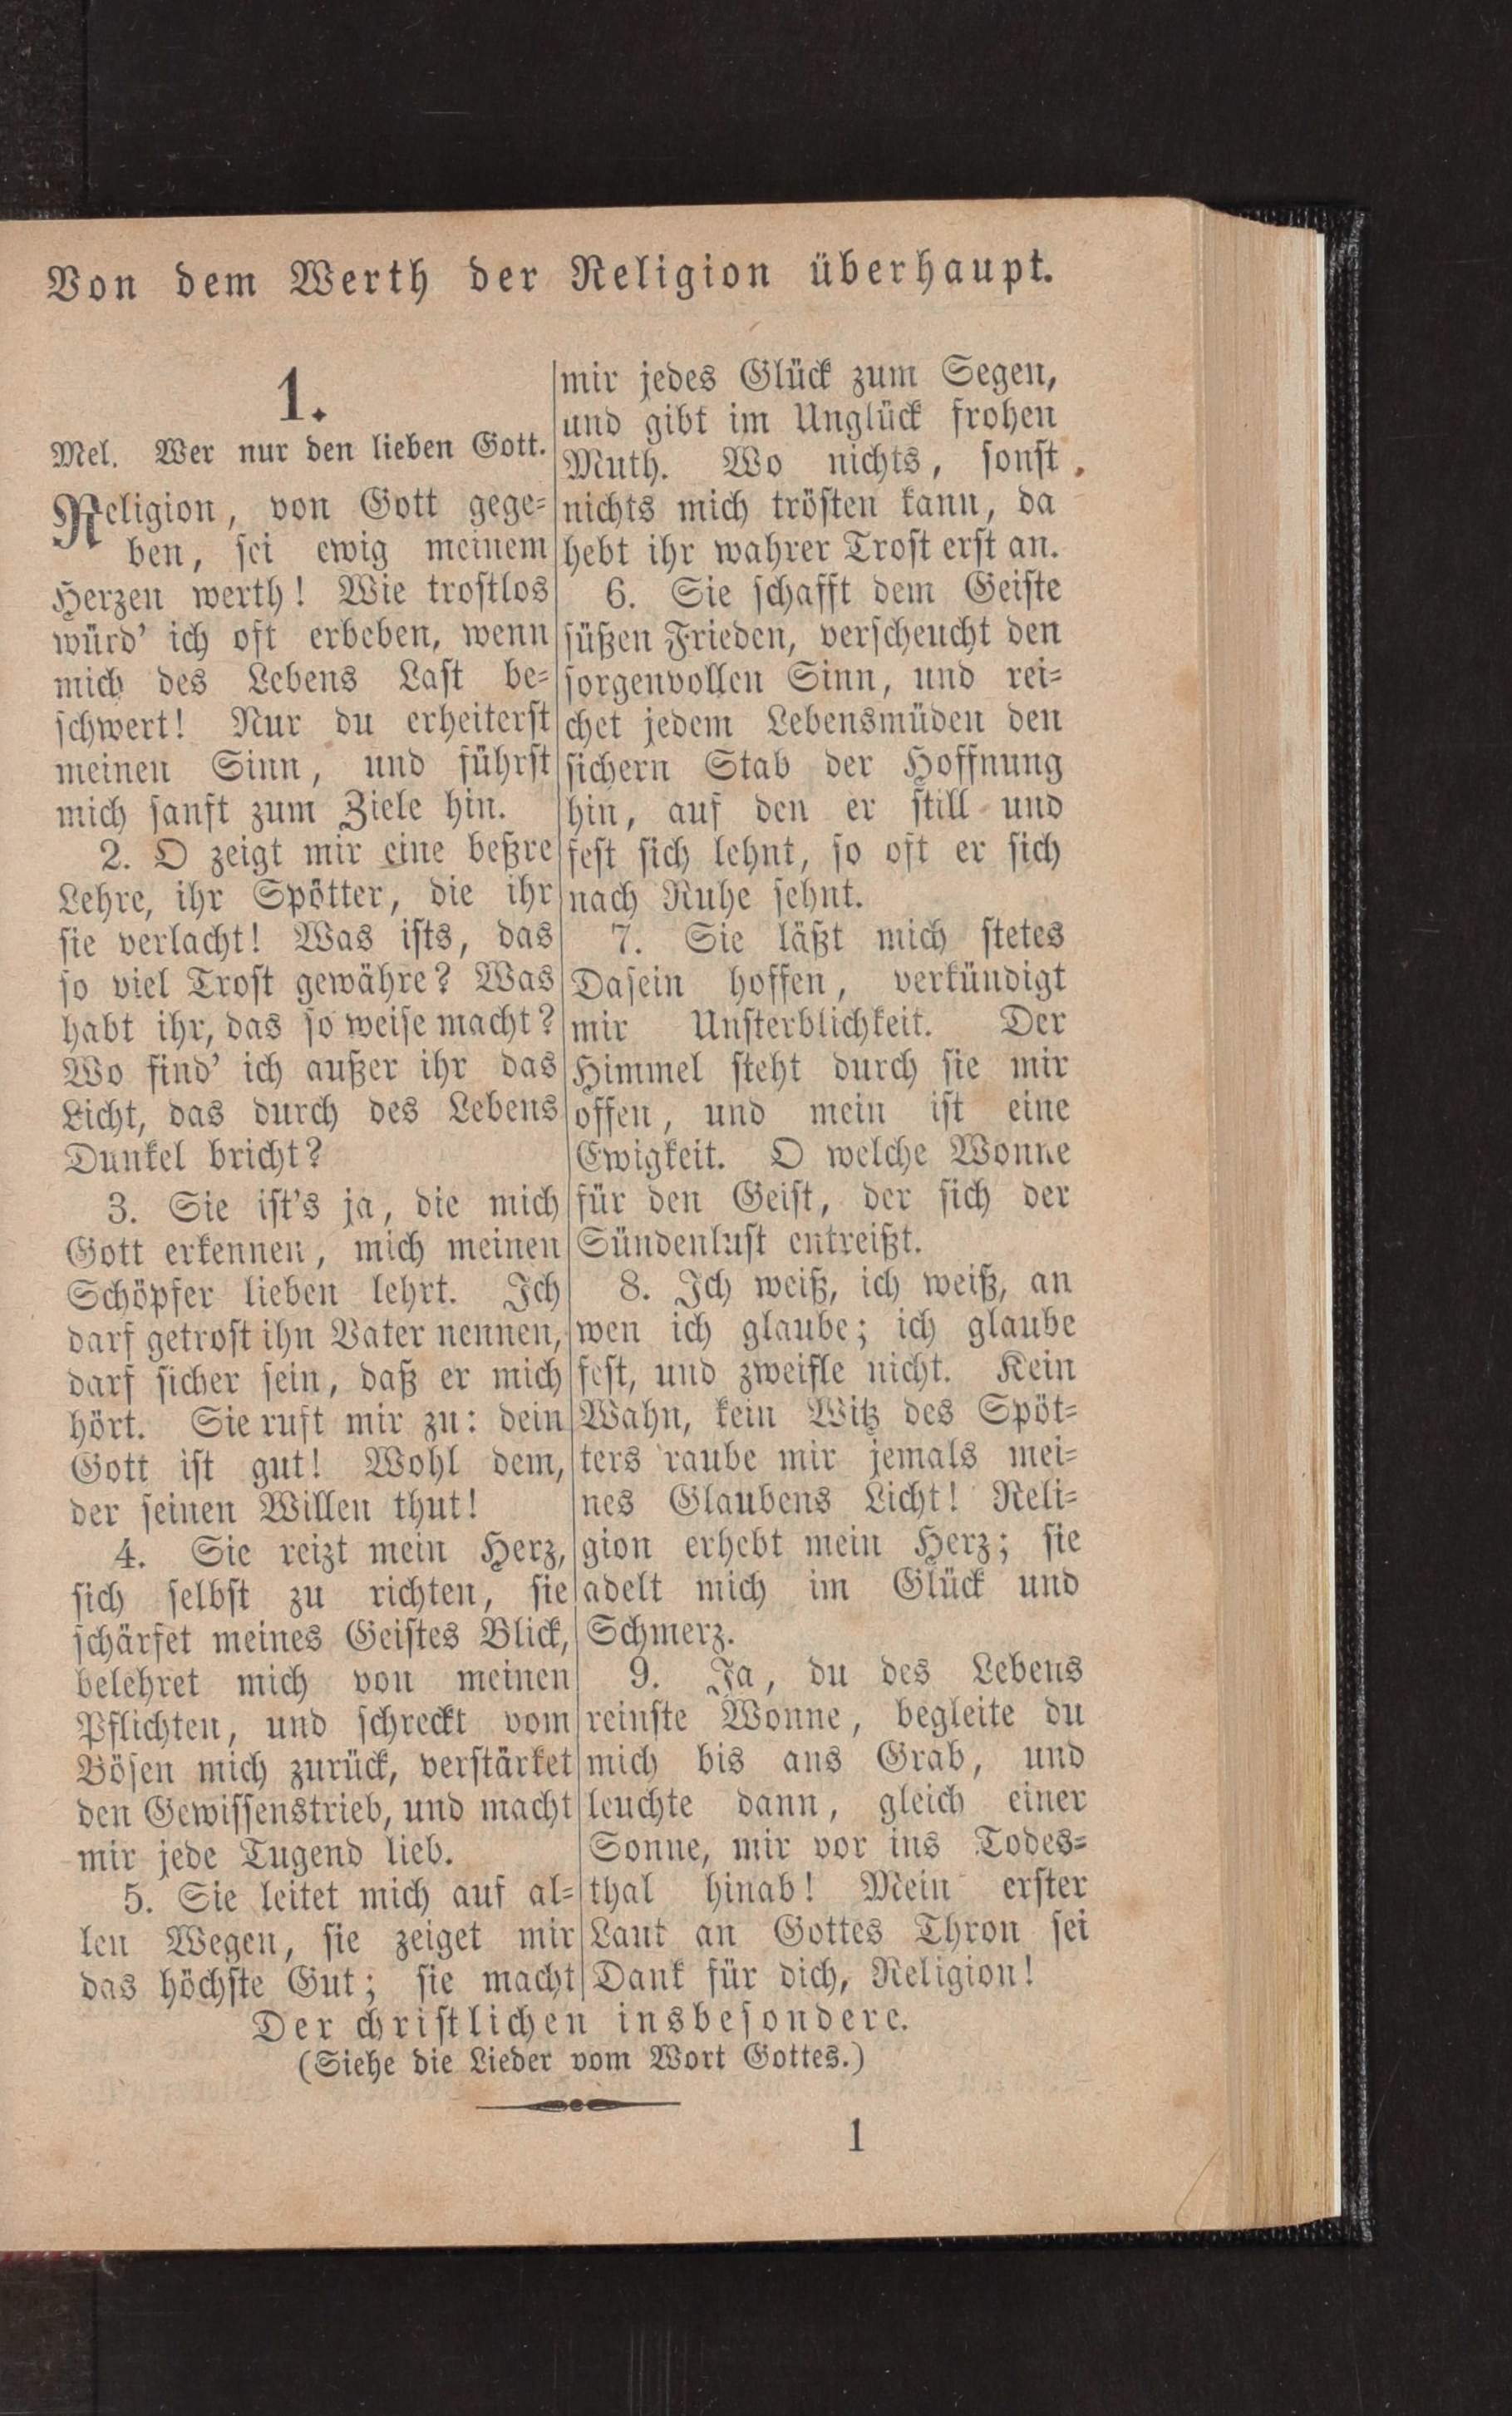 Von dem Werth der Religion überhaupt.
1.
Mel. Wer nur den lieben Gott.
Religion, von Gott gege-
ben, sei ewig meinem
Herzen werth! Wie trostlos
würd' ich oft erbeben, wenn
mich des Lebens Last be-
schwert! Nur du erheiterst
meinen Sinn, und führst
mich sanft zum Ziele hin.
2. O zeigt mir eine beßre
Lehre, ihr Spötter, die ihr
sie verlacht! Was ists, das
so viel Trost gewähre? Was
habt ihr, das so weise macht?
Wo find' ich außer ihr das
Licht, das durch des Lebens
Dunkel bricht?
3. Sie ist's ja, die mich
Gott erkennen, mich meinen
Schöpfer lieben lehrt. Ich
darf getrost ihn Vater nennen,
darf sicher sein, daß er mich
hört. Sie ruft mir zu: dein
Gott ist gut! Wohl dem,
der seinen Willen thut!
4. Sie reizt mein Herz,
sich selbst zu richten, sie
schärfet meines Geistes Blick,
belehret mich von meinen
Pflichten, und schreckt vom
Bösen mich zurück, verstärket
den Gewissenstrieb, und macht
mir jede Tugend lieb.
5. Sie leitet mich auf al-
len Wegen, sie zeiget mir
das höchste Gut; sie macht
mir jedes Glück zum Segen,
und gibt im Unglück frohen
Muth. Wo nichts, sonst
nichts mich trösten kann, da
hebt ihr wahrer Trost erst an.
6. Sie schafft dem Geiste
süßen Frieden, verscheucht den
sorgenvollen Sinn, und rei-
chet jedem Lebensmüden den
sichern Stab der Hoffnung
hin, auf den er still und
fest sich lehnt, so oft er sich
nach Ruhe sehnt.
7. Sie läßt mich stetes
Dasein hoffen, verkündigt
mir Unsterblichkeit. Der
Himmel steht durch sie mir
offen, und mein ist eine
Ewigkeit. O welche Wonne
für den Geist, der sich der
Sündenlust entreißt.
8. Ich weiß, ich weiß, an
wen ich glaube; ich glaube
fest, und zweifle nicht. Kein
Wahn, kein Witz des Spöt-
ters raube mir jemals mei-
nes Glaubens Licht! Reli-
gion erhebt mein Herz; sie
adelt mich im Glück und
Schmerz.
9. Ja, du des Lebens
reinste Wonne, begleite du
mich bis ans Grab, und
leuchte dann, gleich einer
Sonne, mir vor ins Todes-
thal hinab! Mein erster
Laut an Gottes Thron sei
Dank für dich, Religion!
Der christlichen insbesondere.
(Siehe die Lieder vom Wort Gottes.)
1